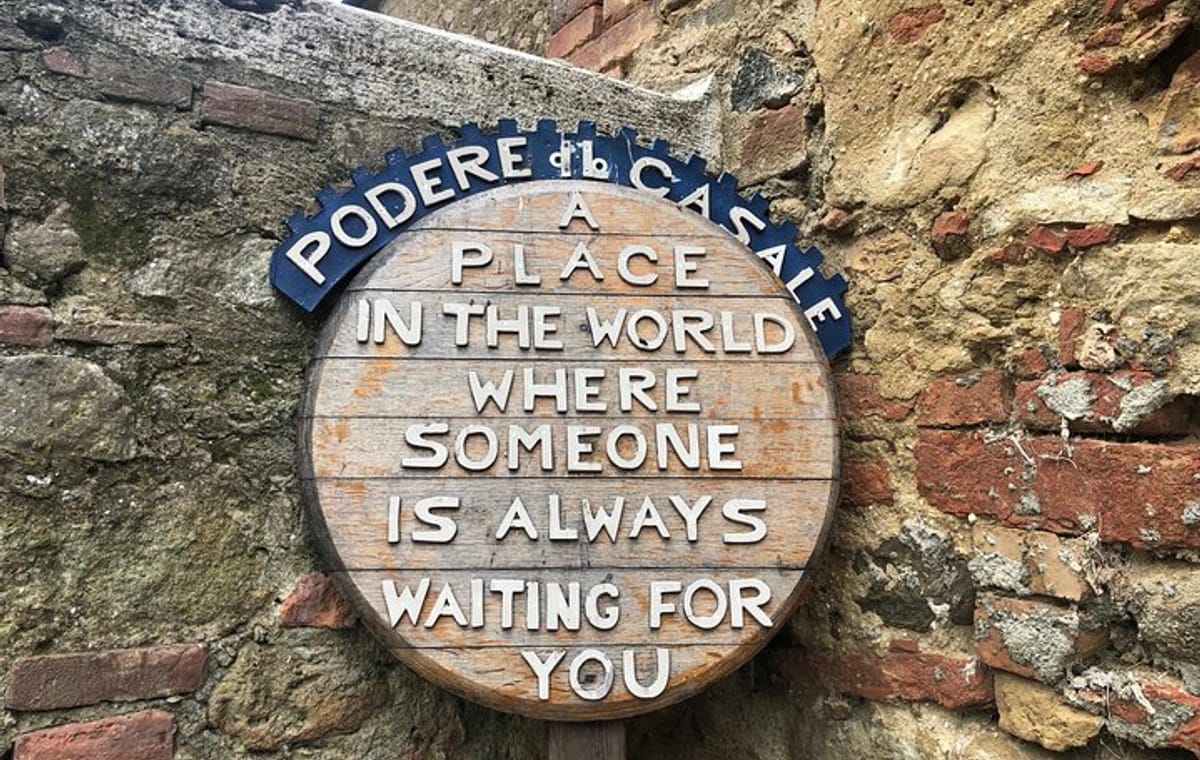 PODERE il CASALE
A
PLACE
IN THE WORLD
WHERE
SOMEONE
IS ALWAYS
WAITING FOR
YOU